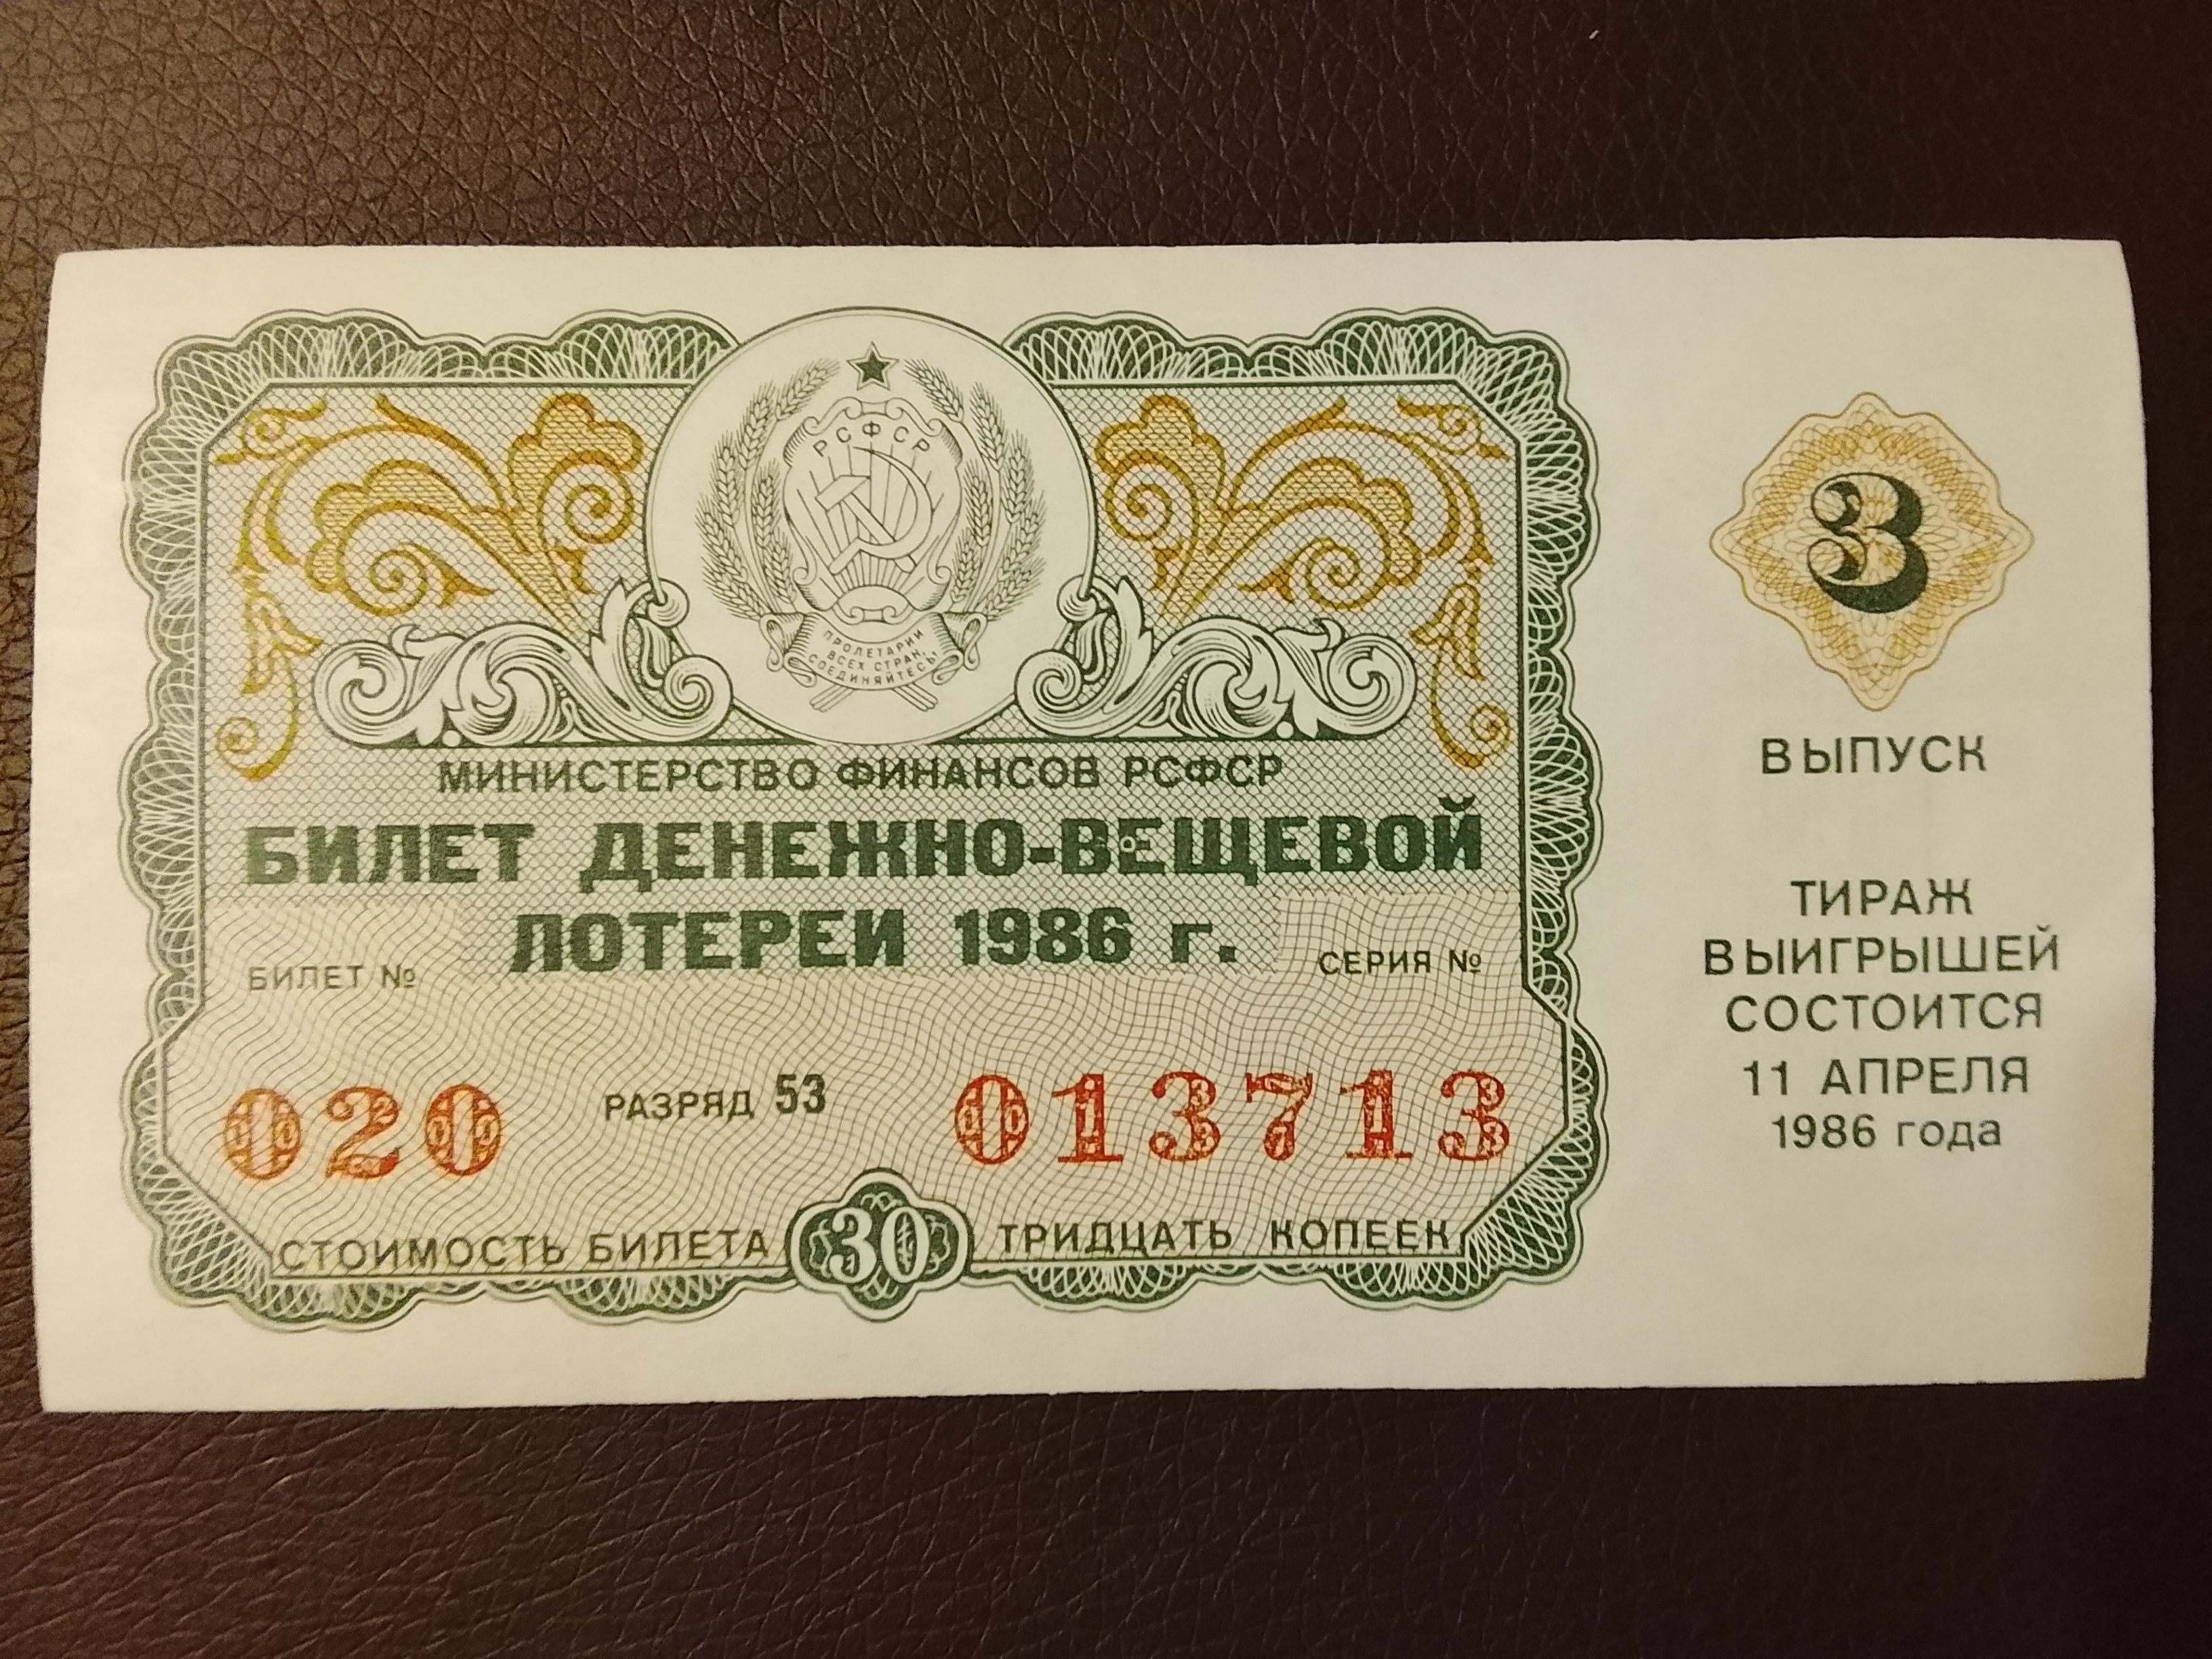 РСФСР
ПРОЛЕТАРИИ
ВСЕХ СТРАН,
СОЕДИНЯЙТЕСЬ!
МИНИСТЕРСТВО ФИНАНСОВ РСФСР
БИЛЕТ ДЕНЕЖНО-ВЕЩЕВОЙ
ЛОТЕРЕИ 1986 г.
БИЛЕТ №
СЕРИЯ №
020
РАЗРЯД 53
013713
СТОИМОСТЬ БИЛЕТА 30 ТРИДЦАТЬ КОПЕЕК
3
ВЫПУСК
ТИРАЖ
ВЫИГРЫШЕЙ
СОСТОИТСЯ
11 АПРЕЛЯ
1986 года